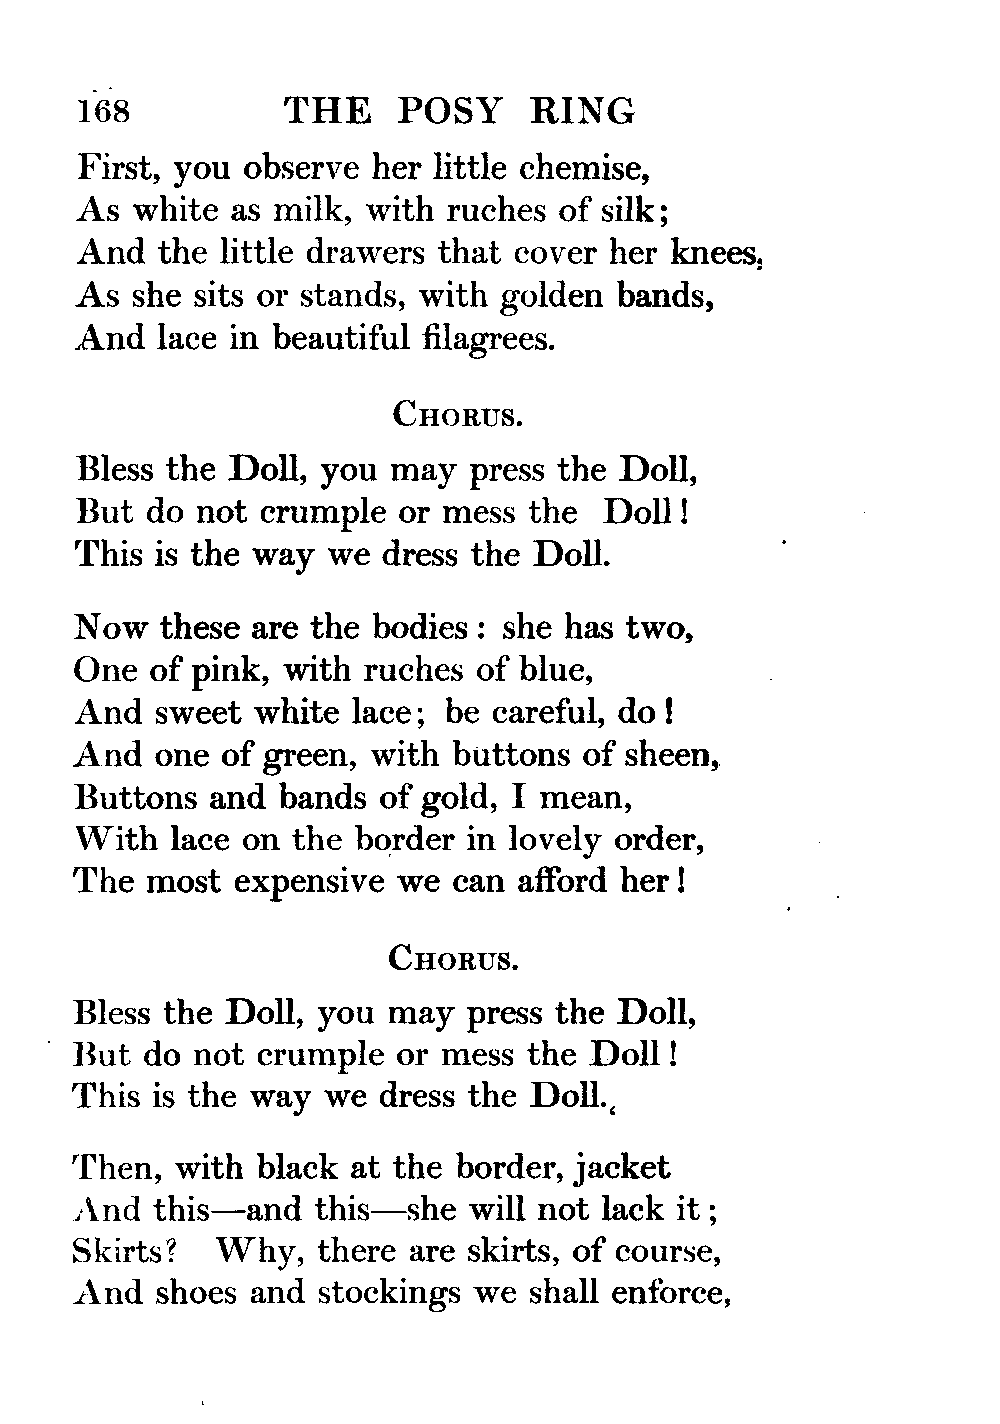 168 THE POSY RING
First, you observe her little chemise,
As white as milk, with ruches of silk;
And the little drawers that cover her knees,
As she sits or stands, with golden bands,
And lace in beautiful filagrees.
CHORUS.
Bless the Doll, you may press the Doll,
But do not crumple or mess the Doll!
This is the way we dress the Doll.
Now these are the bodies: she has two,
One of pink, with ruches of blue,
And sweet white lace; be careful, do!
And one of green, with buttons of sheen,
Buttons and bands of gold, I mean,
With lace on the border in lovely order,
The most expensive we can afford her!
CHORUS.
Bless the Doll, you may press the Doll,
But do not crumple or mess the Doll!
This is the way we dress the Doll.
Then, with black at the border, jacket
And this—and this—she will not lack it;
Skirts? Why, there are skirts, of course,
And shoes and stockings we shall enforce,